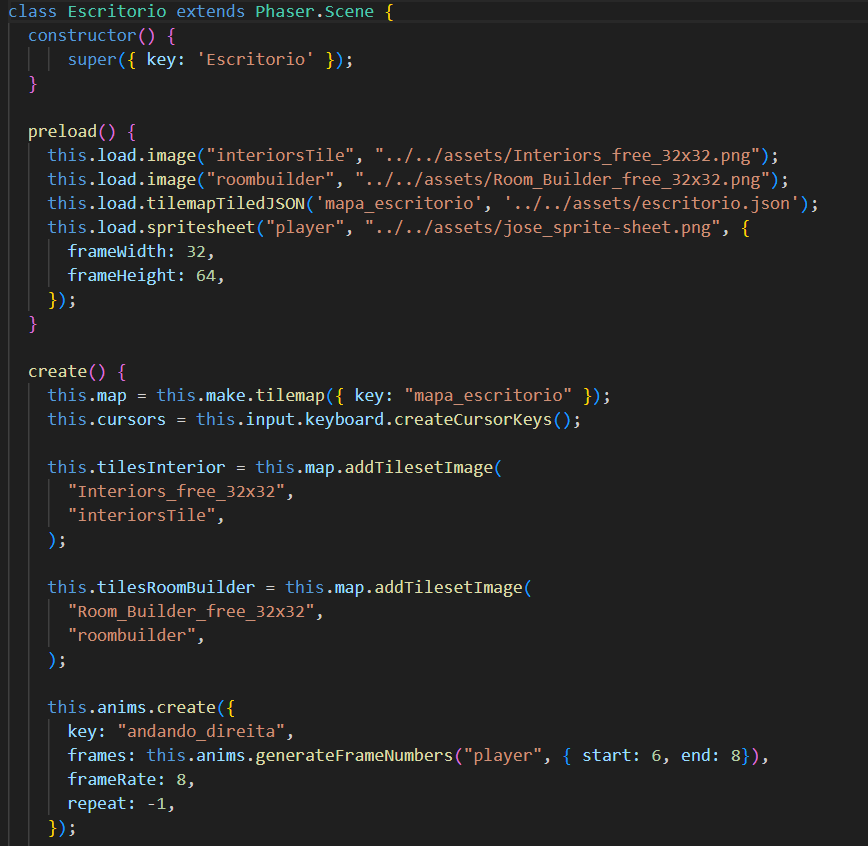 class Escritorio extends Phaser.Scene {
  constructor() {
      super({ key: 'Escritorio' });
  }

  preload() {
    this.load.image("interiorsTile", "../../assets/Interiors_free_32x32.png");
    this.load.image("roombuilder", "../../assets/Room_Builder_free_32x32.png");
    this.load.tilemapTiledJSON('mapa_escritorio', '../../assets/escritorio.json');
    this.load.spritesheet("player", "../../assets/jose_sprite-sheet.png", {
      frameWidth: 32,
      frameHeight: 64,
    });
  }

  create() {
    this.map = this.make.tilemap({ key: "mapa_escritorio" });
    this.cursors = this.input.keyboard.createCursorKeys();

    this.tilesInterior = this.map.addTilesetImage(
      "Interiors_free_32x32",
      "interiorsTile",
    );

    this.tilesRoomBuilder = this.map.addTilesetImage(
      "Room_Builder_free_32x32",
      "roombuilder",
    );

    this.anims.create({
      key: "andando_direita",
      frames: this.anims.generateFrameNumbers("player", { start: 6, end: 8}),
      frameRate: 8,
      repeat: -1,
    });